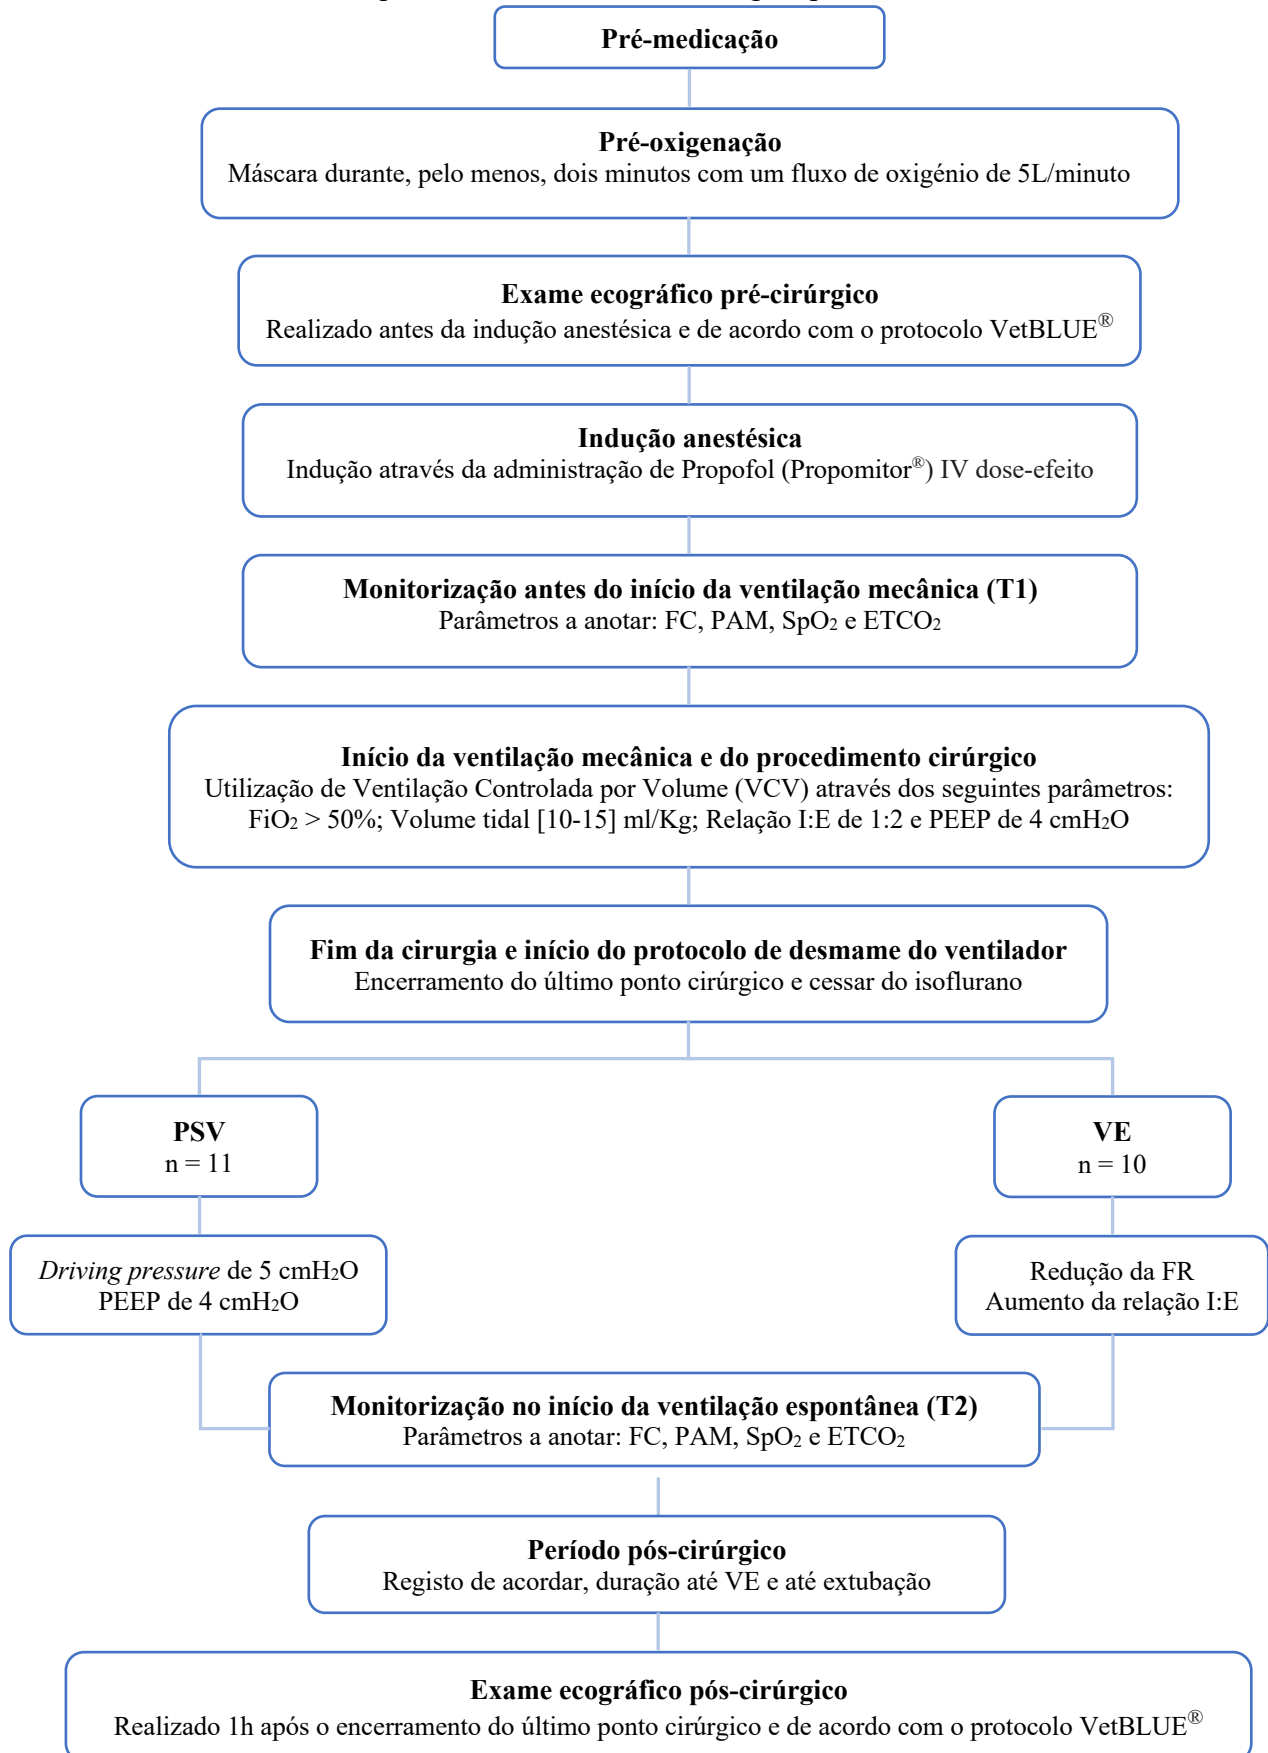 Pré-medicação
Pré-oxigenação
Máscara durante, pelo menos, dois minutos com um fluxo de oxigénio de 5L/minuto
Exame ecográfico pré-cirúrgico
Realizado antes da indução anestésica e de acordo com o protocolo VetBLUE®
Indução anestésica
Indução através da administração de Propofol (Propomitor®) IV dose-efeito
Monitorização antes do início da ventilação mecânica (T1)
Parâmetros a anotar: FC, PAM, SpO₂ e ETCO₂
Início da ventilação mecânica e do procedimento cirúrgico
Utilização de Ventilação Controlada por Volume (VCV) através dos seguintes parâmetros:
FiO₂ > 50%; Volume tidal [10-15] ml/Kg; Relação I:E de 1:2 e PEEP de 4 cmH₂O
Fim da cirurgia e início do protocolo de desmame do ventilador
Encerramento do último ponto cirúrgico e cessar do isoflurano
PSV
n = 11
VE
n = 10
Driving pressure de 5 cmH₂O
PEEP de 4 cmH₂O
Redução da FR
Aumento da relação I:E
Monitorização no início da ventilação espontânea (T2)
Parâmetros a anotar: FC, PAM, SpO₂ e ETCO₂
Período pós-cirúrgico
Registo de acordar, duração até VE e até extubação
Exame ecográfico pós-cirúrgico
Realizado 1h após o encerramento do último ponto cirúrgico e de acordo com o protocolo VetBLUE®